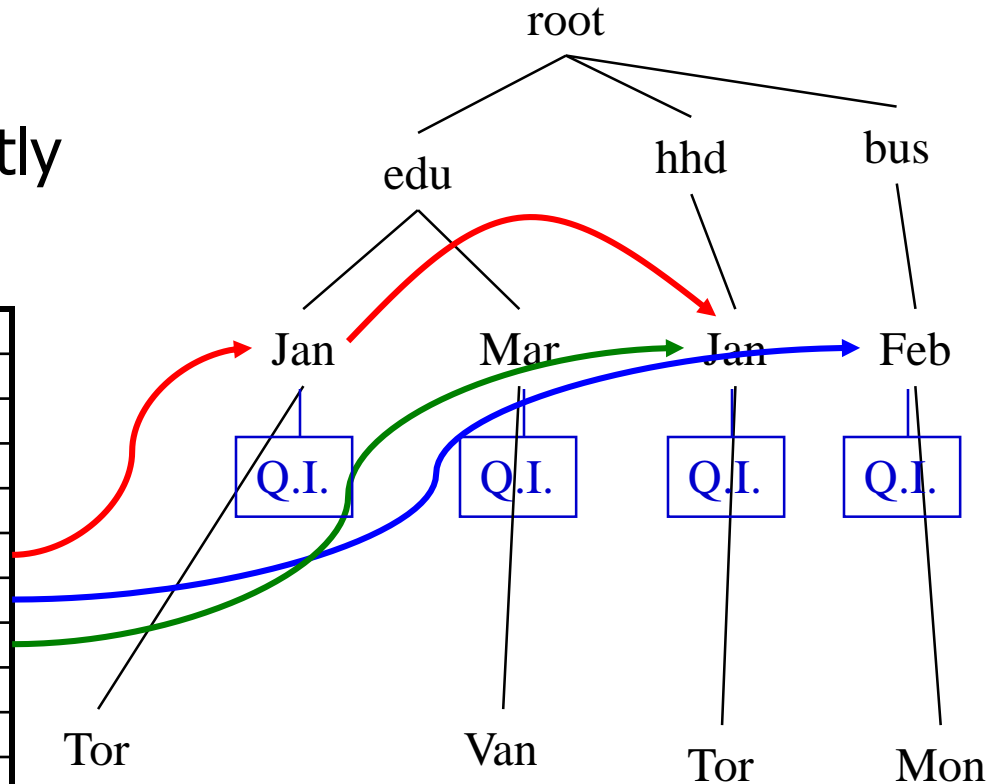 root
tly
edu hhd bus
Jan Mar Jan Feb
Q.I. Q.I. Q.I. Q.I.
Tor Van Tor Mon